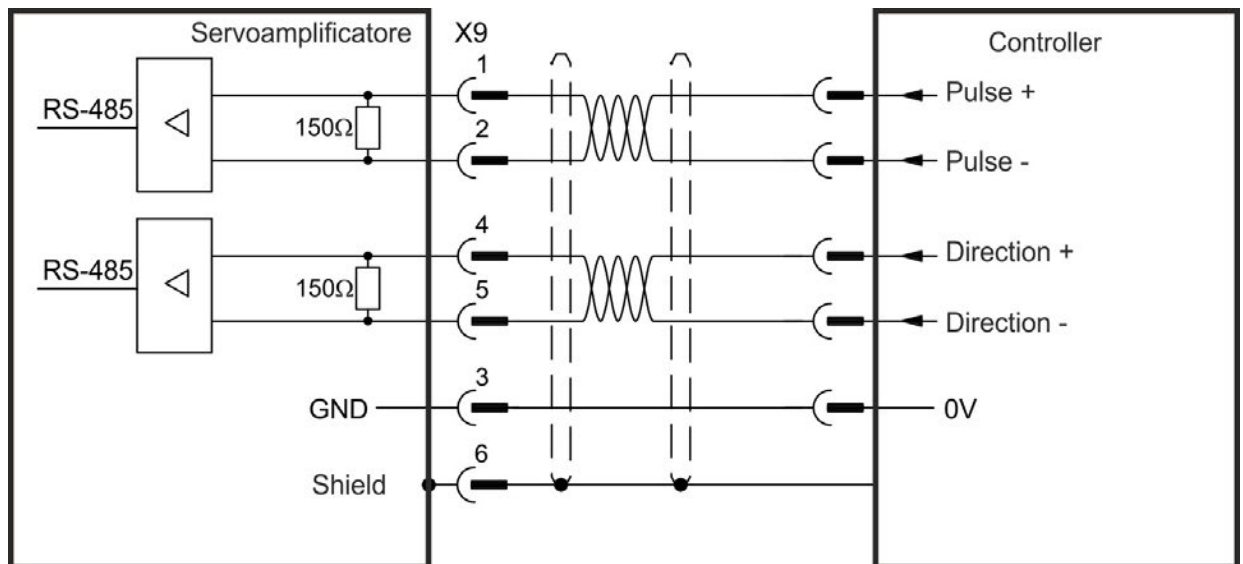 Servoamplificatore X9 Controller
1
RS-485 150Ω Pulse +
2
Pulse -
4
RS-485 150Ω Direction +
5
Direction -
3
GND 0V
6
Shield